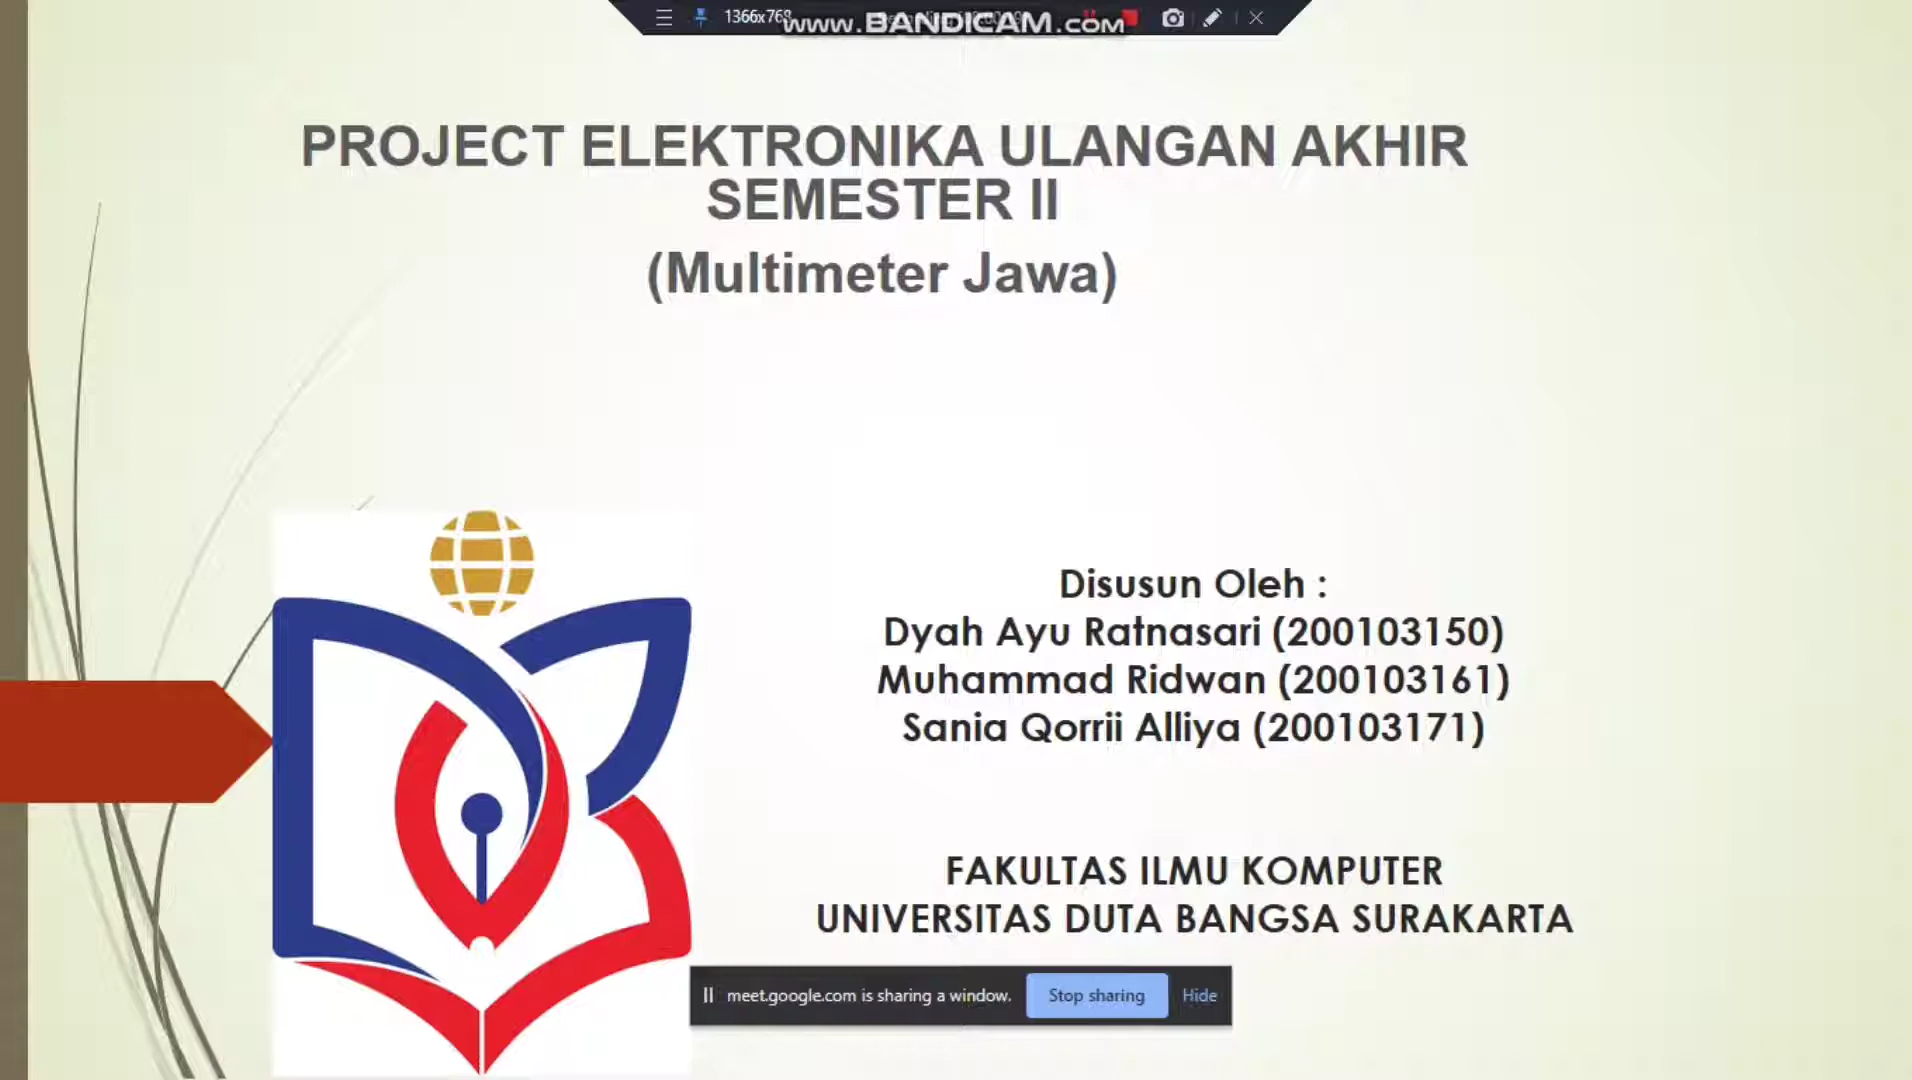 1366x768
www.BANDICAM.com
PROJECT ELEKTRONIKA ULANGAN AKHIR
SEMESTER II
(Multimeter Jawa)
Disusun Oleh :
Dyah Ayu Ratnasari (200103150)
Muhammad Ridwan (200103161)
Sania Qorrii Alliya (200103171)
FAKULTAS ILMU KOMPUTER
UNIVERSITAS DUTA BANGSA SURAKARTA
meet.google.com is sharing a window. Stop sharing Hide